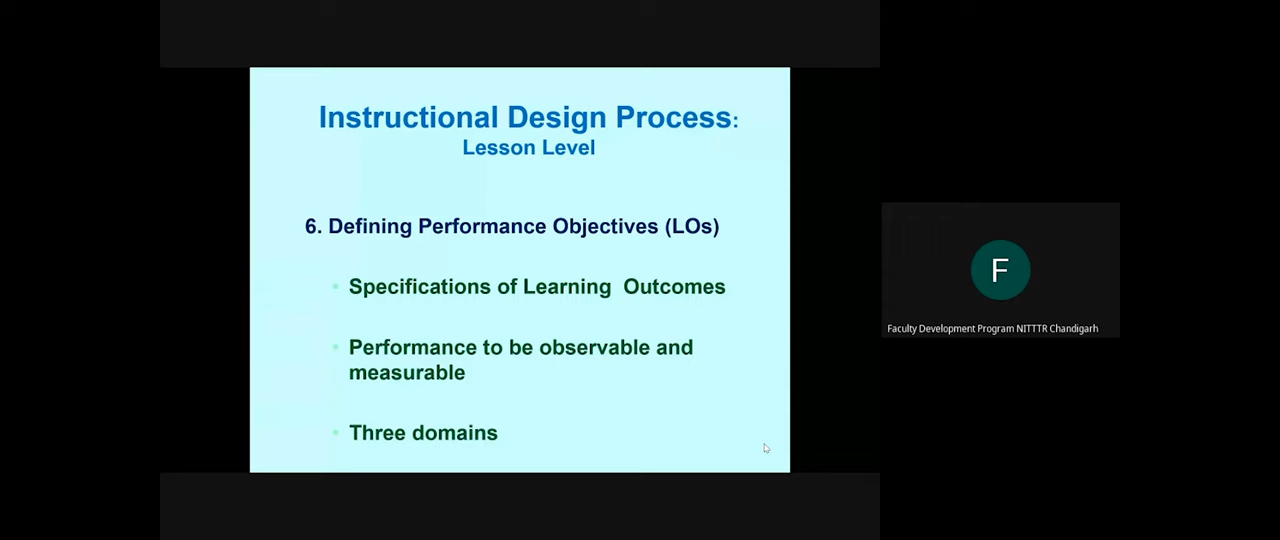 Instructional Design Process:
Lesson Level
6. Defining Performance Objectives (LOs)
• Specifications of Learning Outcomes
• Performance to be observable and
measurable
• Three domains
F
Faculty Development Program NITTTR Chandigarh